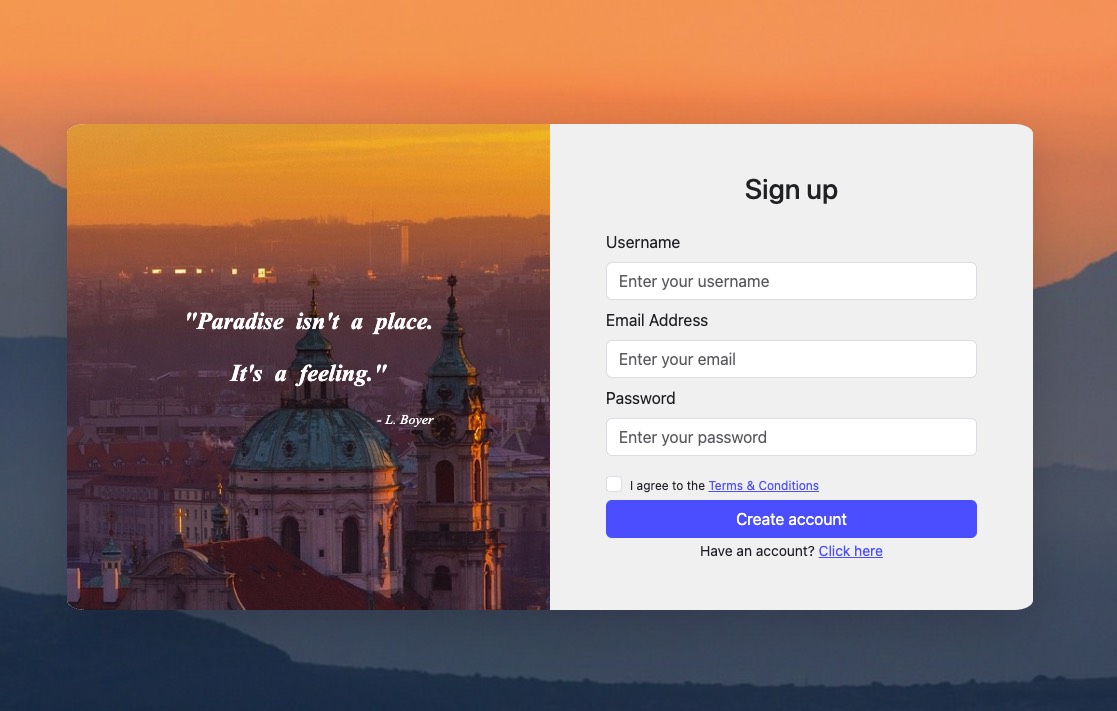 "Paradise isn't a place.
It's a feeling."
- L. Boyer
Sign up
Username
Enter your username
Email Address
Enter your email
Password
Enter your password
I agree to the Terms & Conditions
Create account
Have an account? Click here